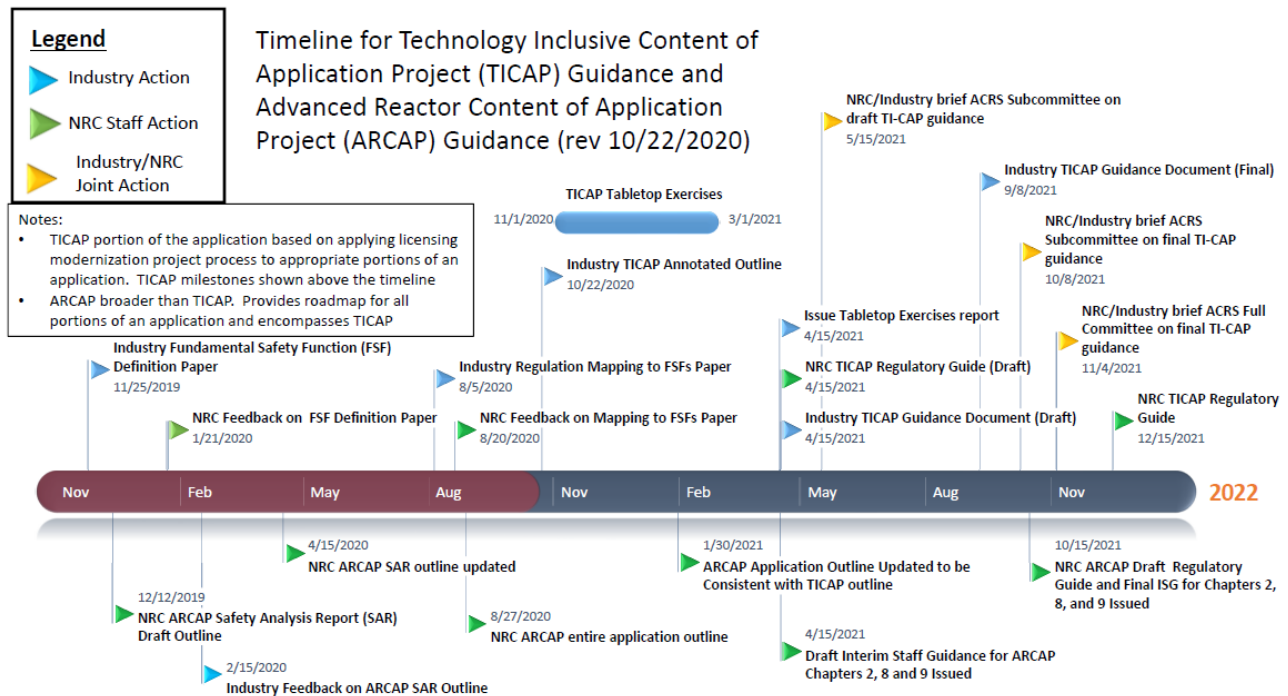 Legend
Industry Action
NRC Staff Action
Industry/NRC
Joint Action
Timeline for Technology Inclusive Content of
Application Project (TICAP) Guidance and
Advanced Reactor Content of Application
Project (ARCAP) Guidance (rev 10/22/2020)
Notes:
• TICAP portion of the application based on applying licensing
modernization project process to appropriate portions of an
application.  TICAP milestones shown above the timeline
• ARCAP broader than TICAP.  Provides roadmap for all
portions of an application and encompasses TICAP
NRC/Industry brief ACRS Subcommittee on
draft TI-CAP guidance
5/15/2021
Industry TICAP Guidance Document (Final)
9/8/2021
TICAP Tabletop Exercises
11/1/2020
3/1/2021
NRC/Industry brief ACRS
Subcommittee on final TI-CAP
guidance
10/8/2021
Industry TICAP Annotated Outline
10/22/2020
Issue Tabletop Exercises report
4/15/2021
NRC/Industry brief ACRS Full
Committee on final TI-CAP
guidance
11/4/2021
Industry Fundamental Safety Function (FSF)
Definition Paper
11/25/2019
Industry Regulation Mapping to FSFs Paper
8/5/2020
NRC TICAP Regulatory Guide (Draft)
4/15/2021
NRC Feedback on  FSF Definition Paper
1/21/2020
NRC Feedback on Mapping to FSFs Paper
8/20/2020
Industry TICAP Guidance Document (Draft)
4/15/2021
NRC TICAP Regulatory
Guide
12/15/2021
Nov
Feb
May
Aug
Nov
Feb
May
Aug
Nov
2022
4/15/2020
NRC ARCAP SAR outline updated
1/30/2021
ARCAP Application Outline Updated to be
Consistent with TICAP outline
10/15/2021
NRC ARCAP Draft  Regulatory
Guide and Final ISG for Chapters 2,
8, and 9 Issued
12/12/2019
NRC ARCAP Safety Analysis Report (SAR)
Draft Outline
8/27/2020
NRC ARCAP entire application outline
4/15/2021
Draft Interim Staff Guidance for ARCAP
Chapters 2, 8 and 9 Issued
2/15/2020
Industry Feedback on ARCAP SAR Outline